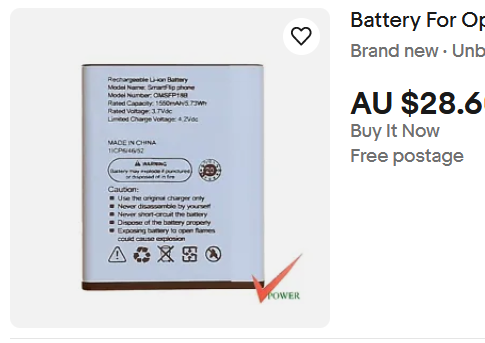 Battery For Op
Brand new · Unb
AU $28.6
Buy It Now
Free postage
Rechargeable Li-ion Battery
Model Name: SmartFlip phone
Model Number: OMSFP18B
Rated Capacity: 1550mAh/5.73Wh
Rated Voltage: 3.7Vdc
Limited Charge Voltage: 4.2Vdc
MADE IN CHINA
1ICP6/46/52
WARNING
Battery may explode if punctured
or disposed of in fire
Caution:
Use the original charger only
Never disassemble by yourself
Never short-circuit the battery
Dispose of the battery properly
Exposing battery to open flames
could cause explosion
POWER